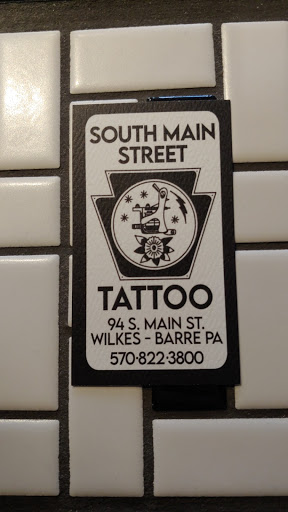 SOUTH MAIN
STREET
TATTOO
94 S. MAIN ST.
WILKES - BARRE PA
570·822·3800